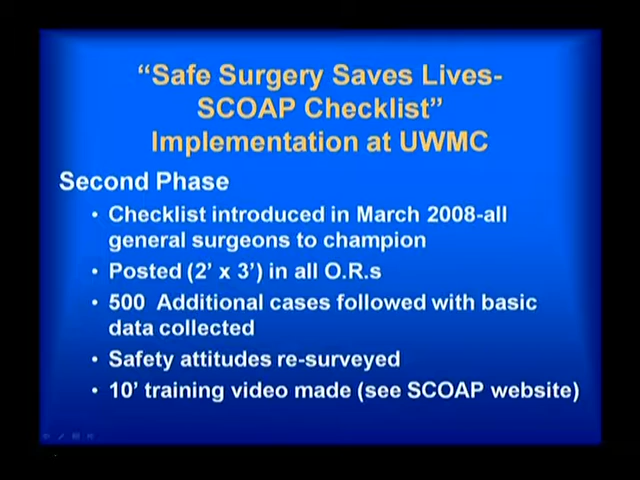 “Safe Surgery Saves Lives-
SCOAP Checklist”
Implementation at UWMC
Second Phase
• Checklist introduced in March 2008-all
general surgeons to champion
• Posted (2’ x 3’) in all O.R.s
• 500 Additional cases followed with basic
data collected
• Safety attitudes re-surveyed
• 10’ training video made (see SCOAP website)